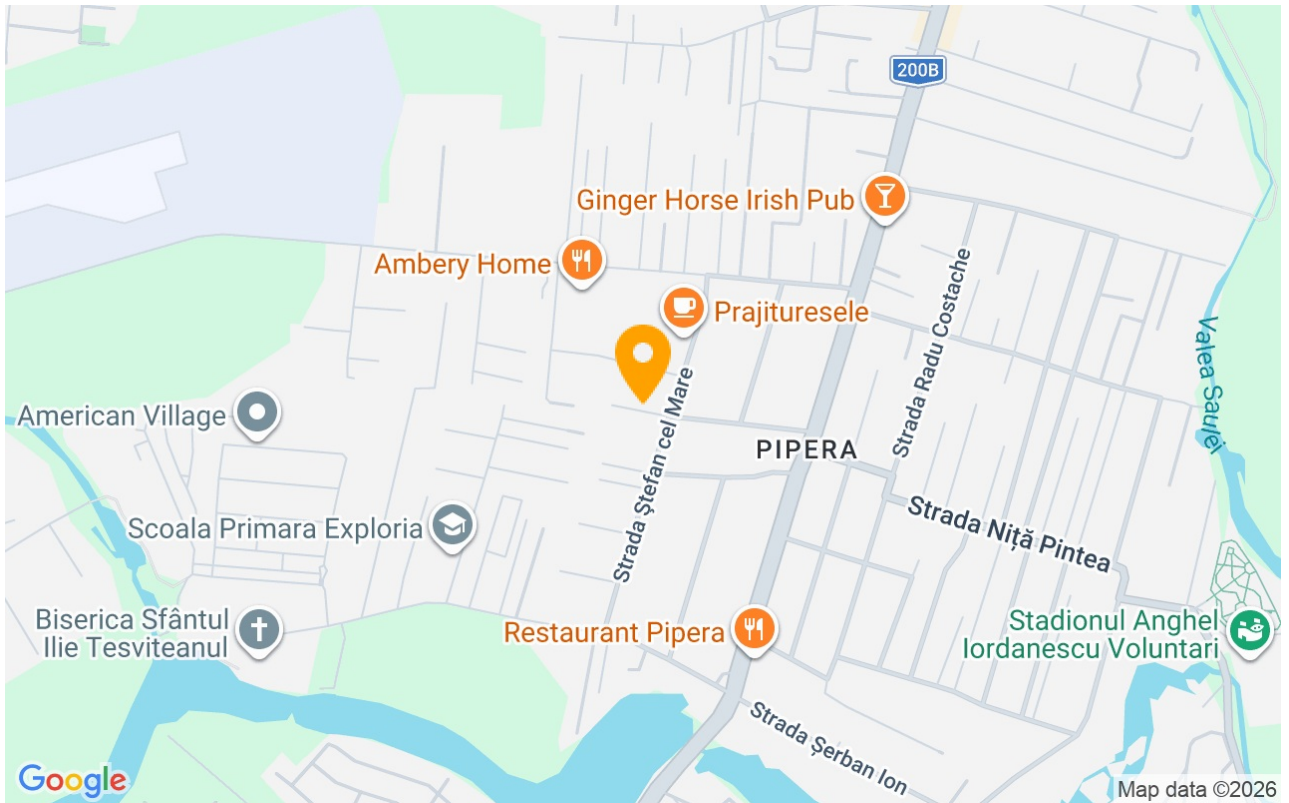 200B
Ginger Horse Irish Pub
Ambery Home
Prajituresele
Strada Radu Costache
Valea Saulei
American Village
Strada Ștefan cel Mare
PIPERA
Scoala Primara Exploria
Strada Niță Pintea
Biserica Sfântul
Ilie Tesviteanul
Restaurant Pipera
Stadionul Anghel
Iordanescu Voluntari
Strada Șerban Ion
Google
Map data ©2026